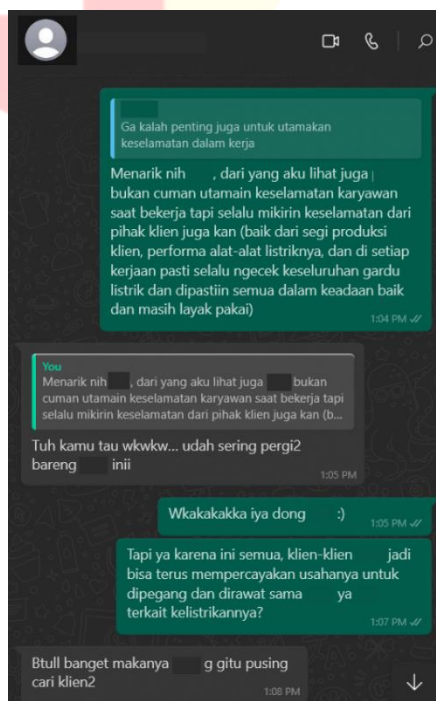 Ga kalah penting juga untuk utamakan
keselamatan dalam kerja
Menarik nih , dari yang aku lihat juga
bukan cuman utamain keselamatan karyawan
saat bekerja tapi selalu mikirin keselamatan dari
pihak klien juga kan (baik dari segi produksi
klien, performa alat-alat listriknya, dan di setiap
kerjaan pasti selalu ngecek keseluruhan gardu
listrik dan dipastiin semua dalam keadaan baik
dan masih layak pakai)
1:04 PM
You
Menarik nih , dari yang aku lihat juga bukan
cuman utamain keselamatan karyawan saat bekerja tapi
selalu mikirin keselamatan dari pihak klien juga kan (b...
Tuh kamu tau wkwkw... udah sering pergi2
bareng inii
1:05 PM
Wkakakakka iya dong :)
1:05 PM
Tapi ya karena ini semua, klien-klien jadi
bisa terus mempercayakan usahanya untuk
dipegang dan dirawat sama ya
terkait kelistrikannya?
1:07 PM
Btull banget makanya g gitu pusing
cari klien2
1:08 PM